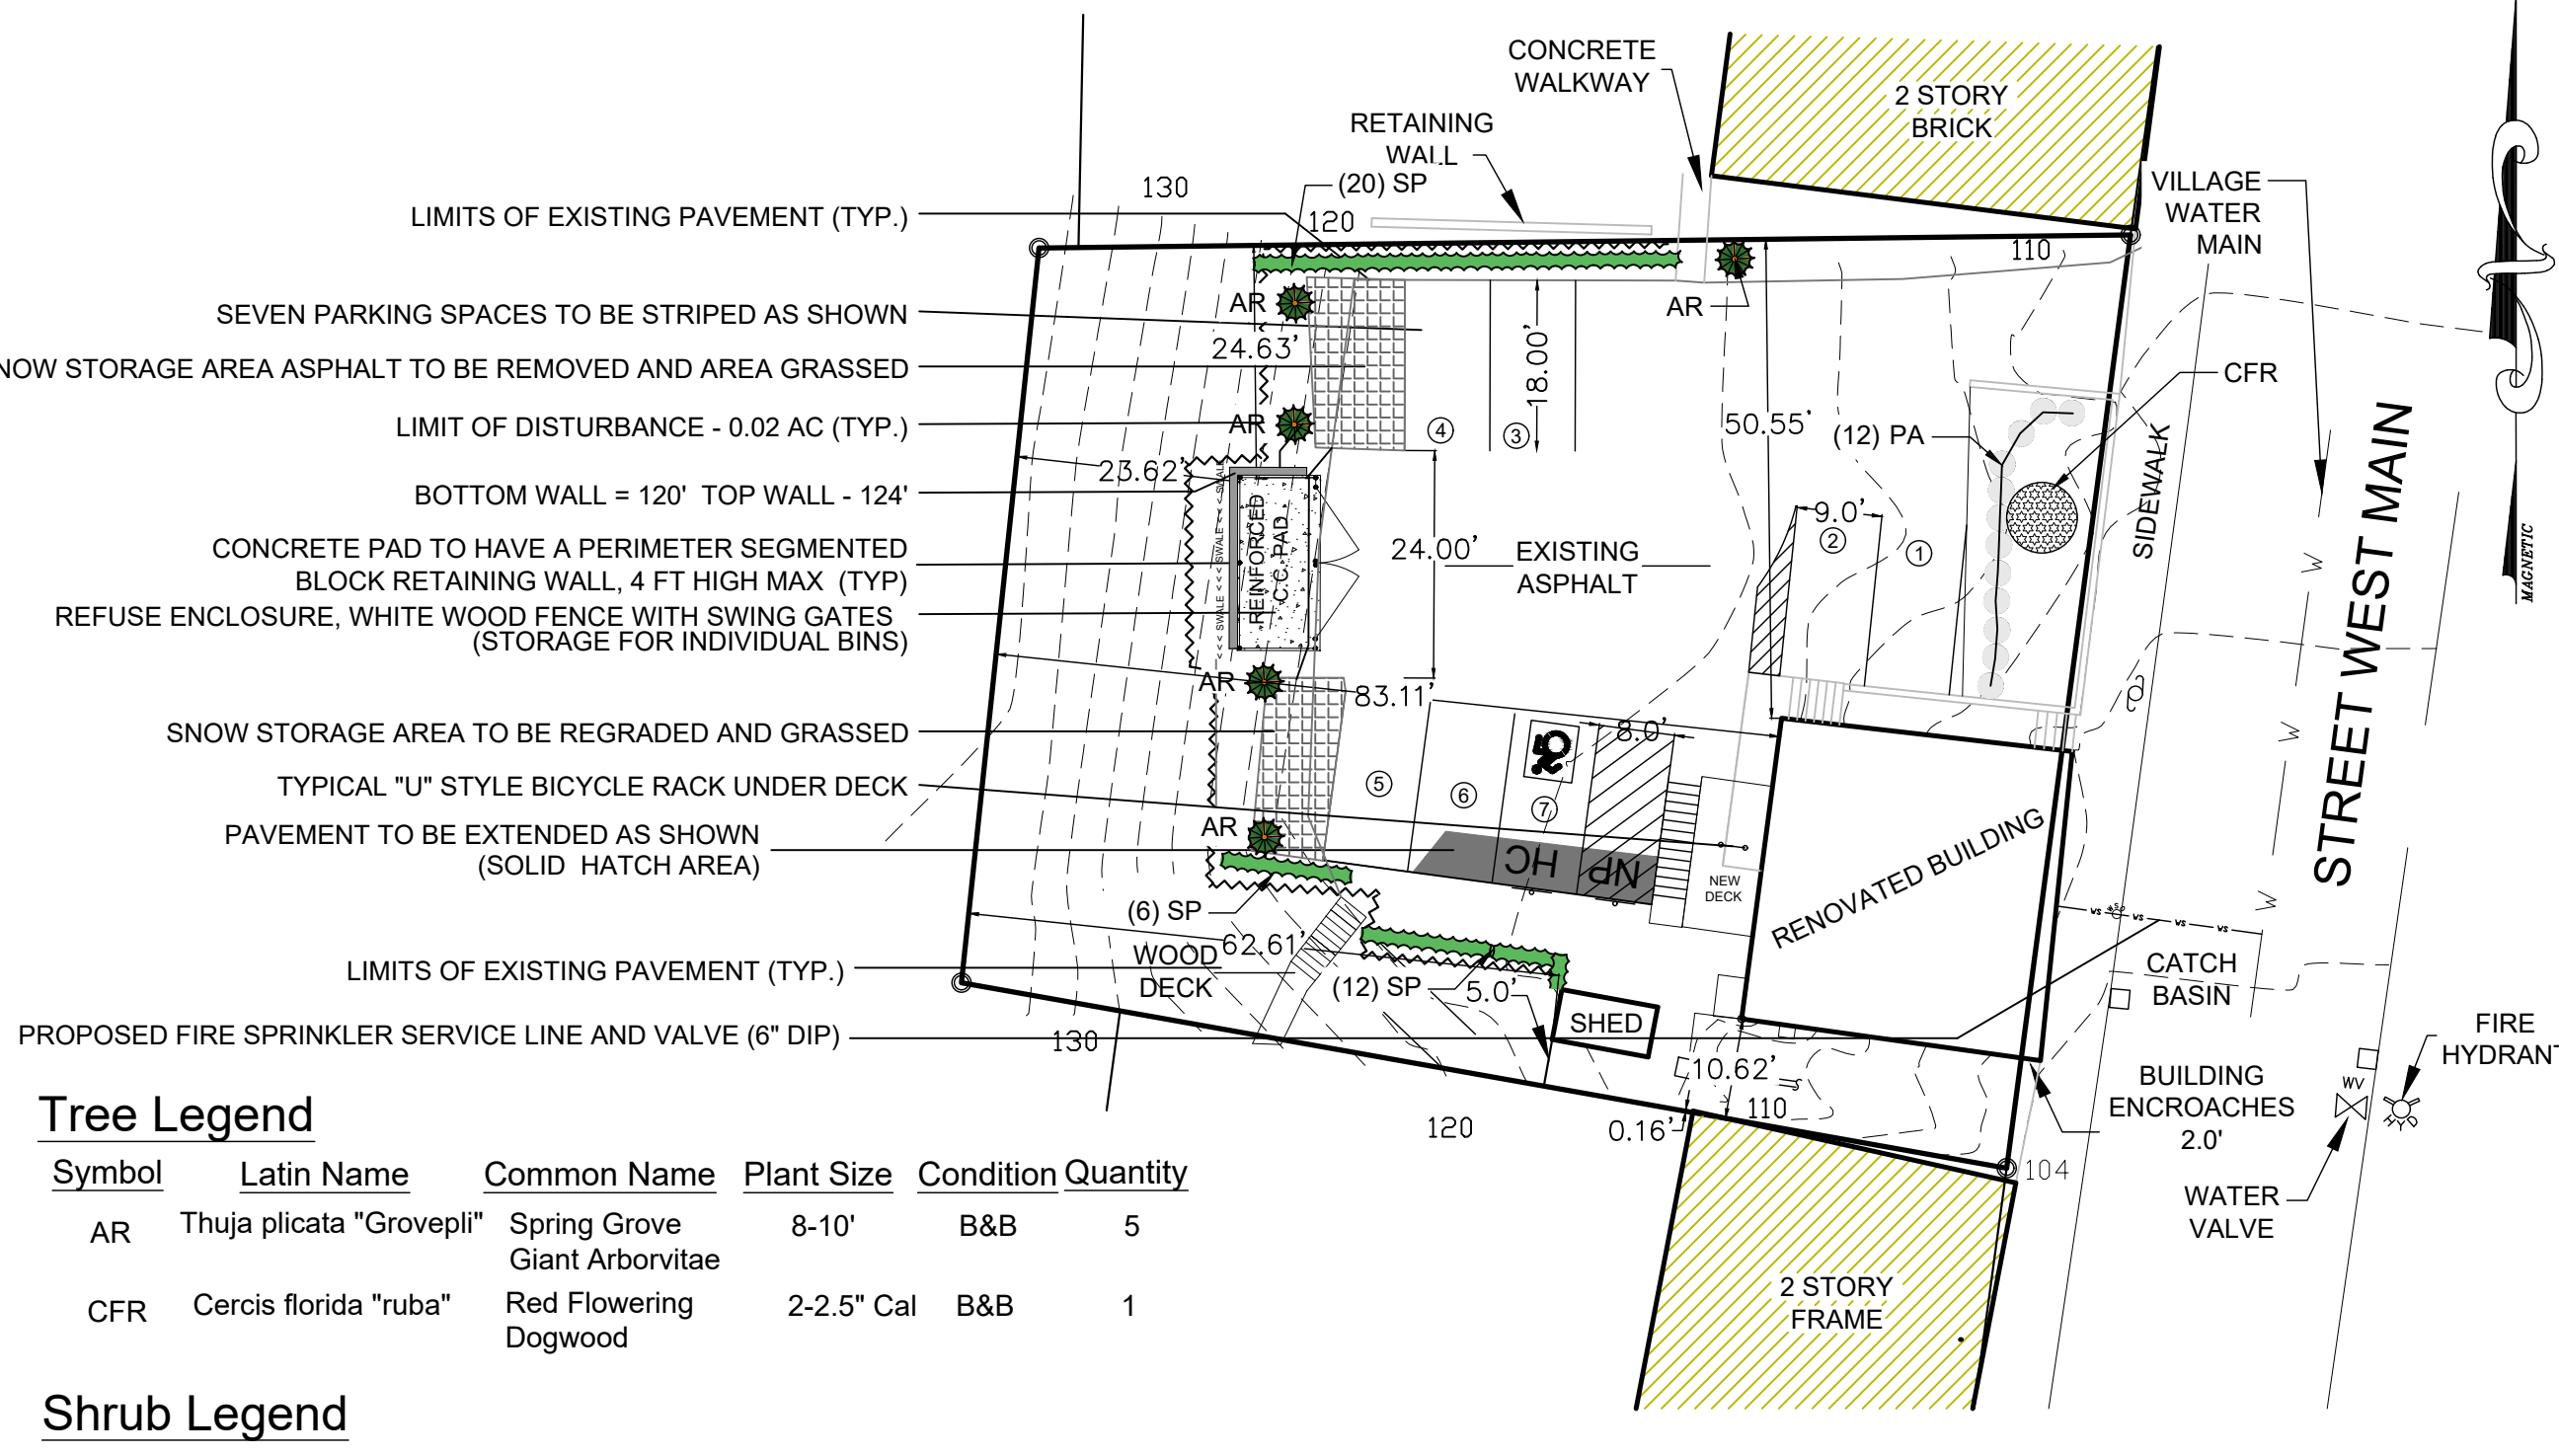 CONCRETE
WALKWAY
2 STORY
BRICK
RETAINING
WALL
(20) SP
130
120
110
VILLAGE
WATER
MAIN
LIMITS OF EXISTING PAVEMENT (TYP.)
SEVEN PARKING SPACES TO BE STRIPED AS SHOWN
NOW STORAGE AREA ASPHALT TO BE REMOVED AND AREA GRASSED
LIMIT OF DISTURBANCE - 0.02 AC (TYP.)
BOTTOM WALL = 120' TOP WALL - 124'
CONCRETE PAD TO HAVE A PERIMETER SEGMENTED
BLOCK RETAINING WALL, 4 FT HIGH MAX (TYP)
REFUSE ENCLOSURE, WHITE WOOD FENCE WITH SWING GATES
(STORAGE FOR INDIVIDUAL BINS)
SNOW STORAGE AREA TO BE REGRADED AND GRASSED
TYPICAL "U" STYLE BICYCLE RACK UNDER DECK
PAVEMENT TO BE EXTENDED AS SHOWN
(SOLID HATCH AREA)
LIMITS OF EXISTING PAVEMENT (TYP.)
PROPOSED FIRE SPRINKLER SERVICE LINE AND VALVE (6" DIP)
AR
AR
24.63'
18.00'
CFR
AR
4
3
50.55'
(12) PA
SIDEWALK
23.62'
<< SWALE << SWALE <<< SWALE
REINFORCED
C.C. PAD
24.00'
EXISTING
ASPHALT
9.0'
2
1
MAGNETIC
W
STREET WEST MAIN
AR
83.11'
8.0'
W
5
6
7
AR
HC
NP
NEW
DECK
RENOVATED BUILDING
W
(6) SP
62.61'
WOOD
DECK
(12) SP
5.0'
SHED
WS
WS
WS
WS
CATCH
BASIN
FIRE
HYDRANT
130
10.62'
110
120
0.16'
BUILDING
ENCROACHES
2.0'
WV
HYD
104
WATER
VALVE
2 STORY
FRAME
Tree Legend
Symbol Latin Name Common Name Plant Size Condition Quantity
AR Thuja plicata "Grovepli" Spring Grove 8-10' B&B 5
Giant Arborvitae
CFR Cercis florida "ruba" Red Flowering 2-2.5" Cal B&B 1
Dogwood
Shrub Legend